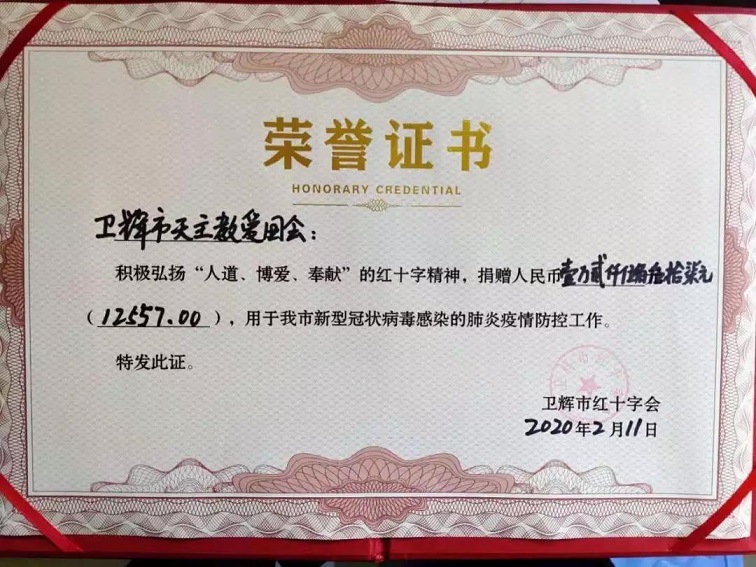 荣誉证书
HONORARY CREDENTIAL
卫辉市天主教爱国会：
积极弘扬“人道、博爱、奉献”的红十字精神，捐赠人民币壹万贰仟伍佰伍拾柒元
（12557.00），用于我市新型冠状病毒感染的肺炎疫情防控工作。
特发此证。
卫辉市红十字会
2020年2月11日